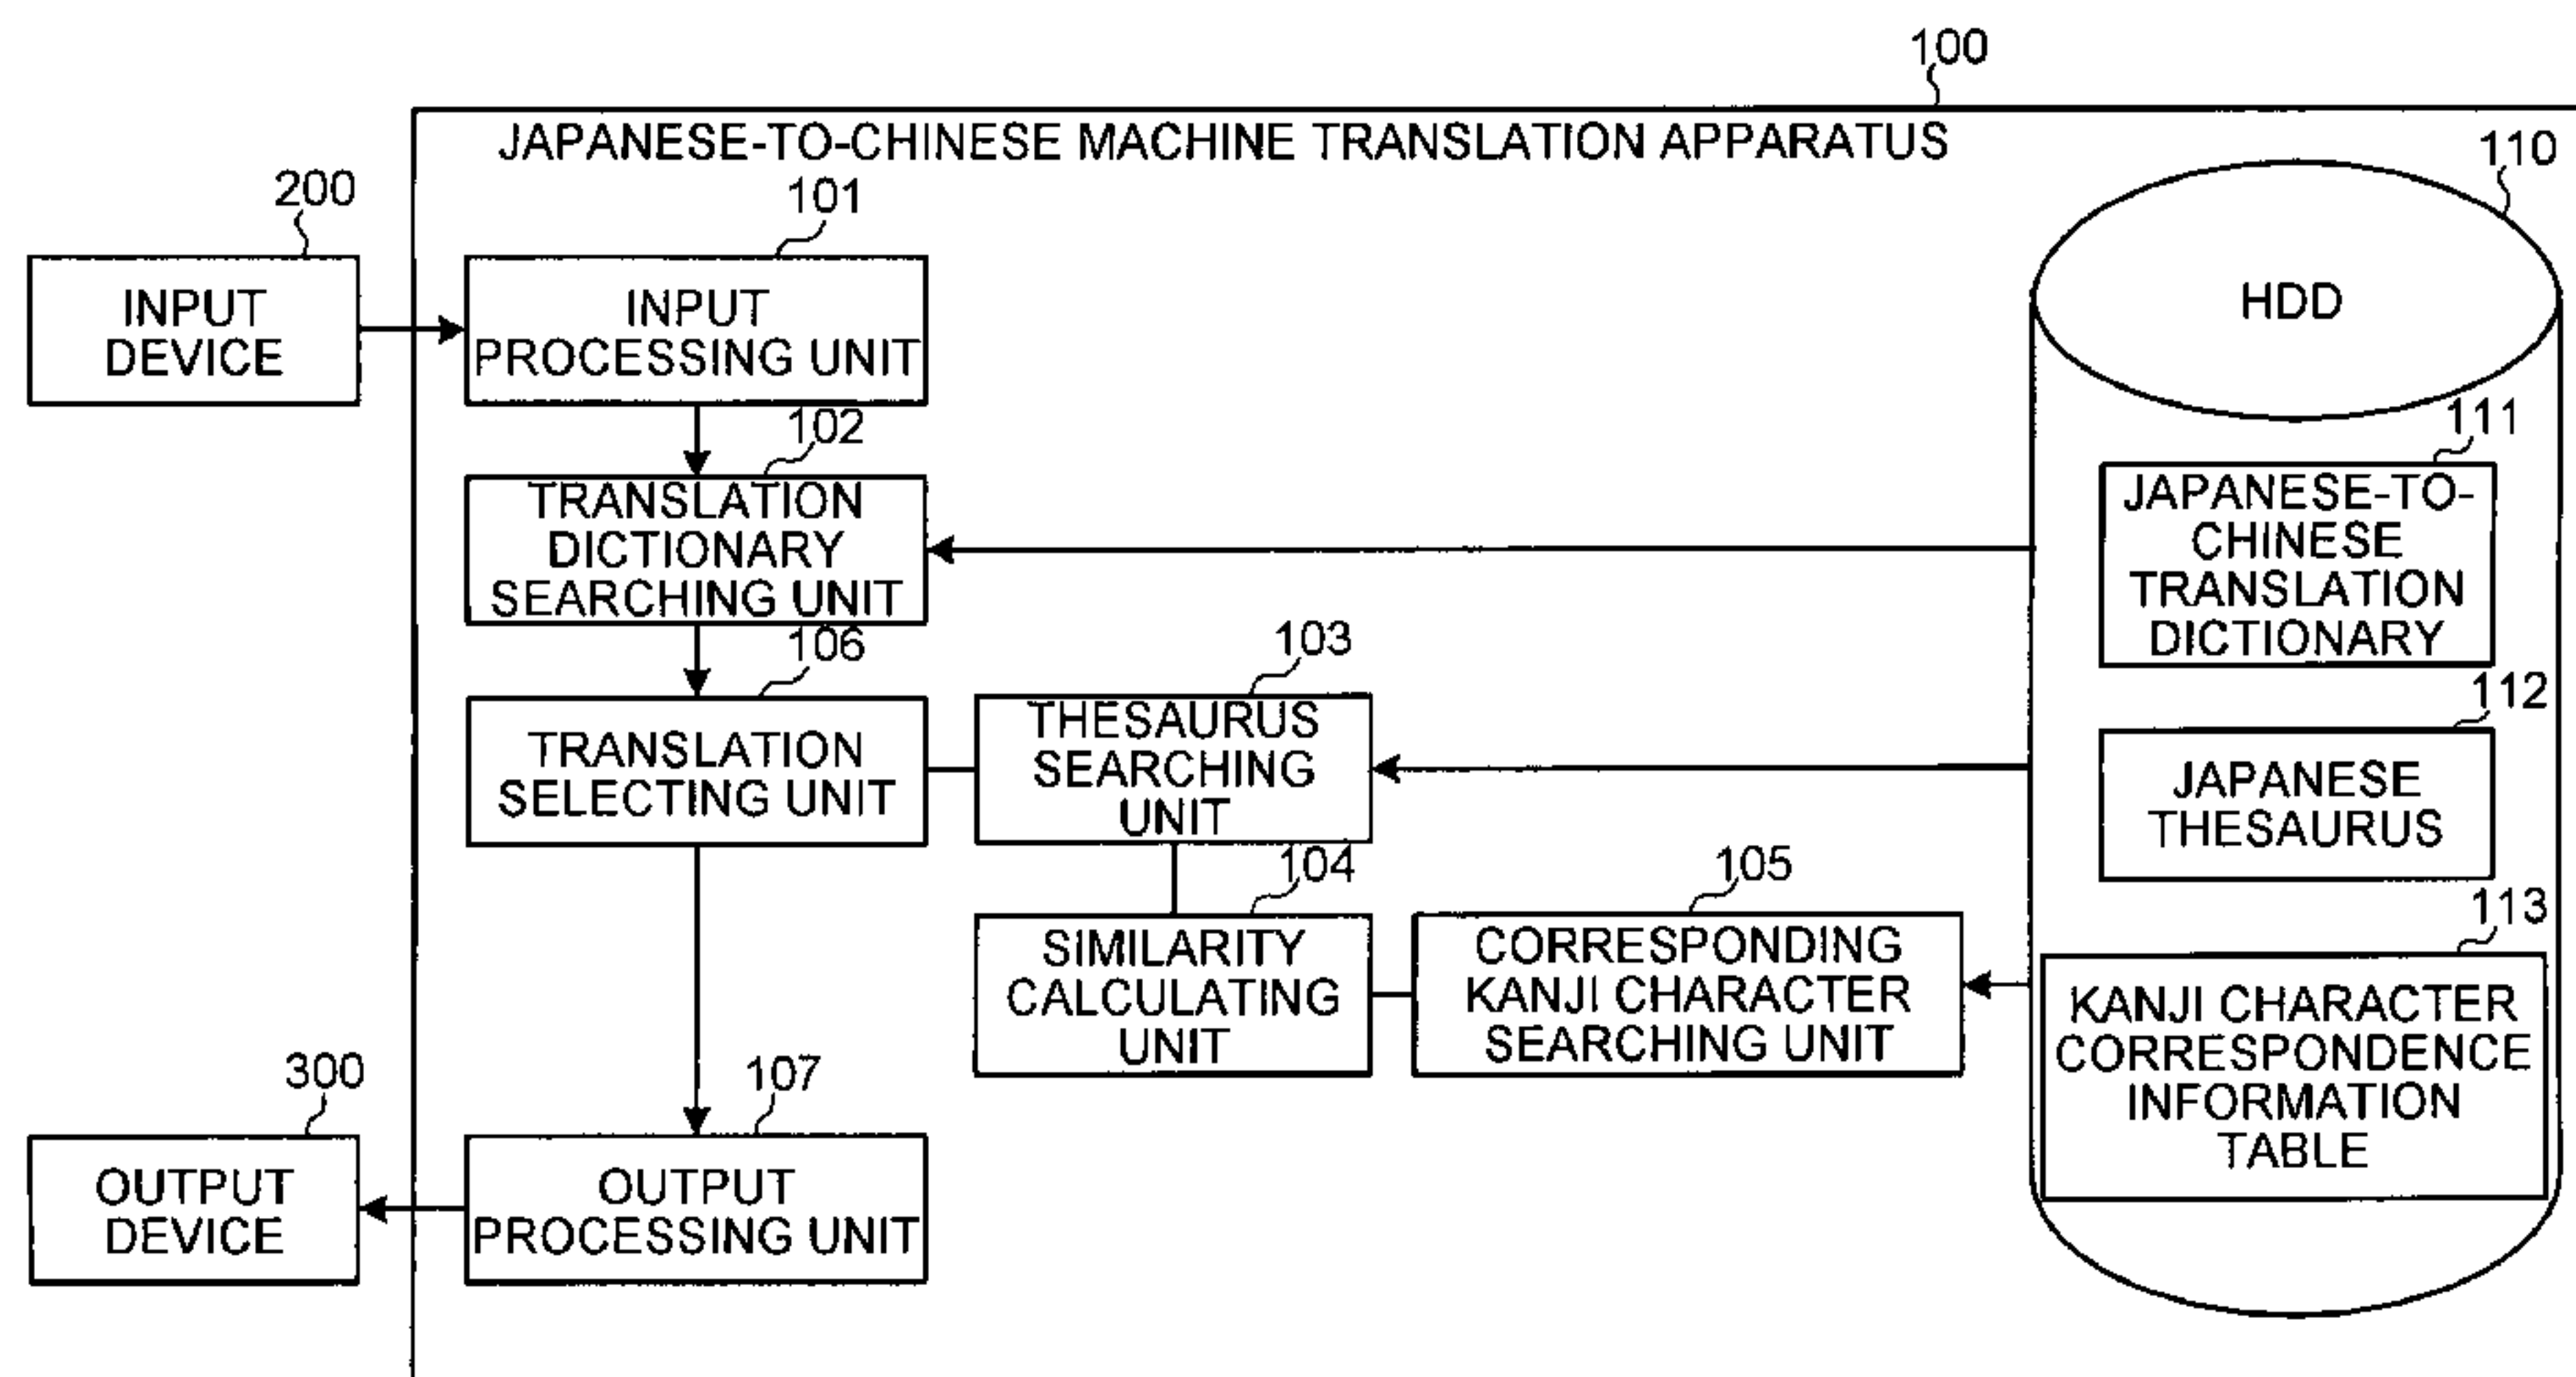 100
JAPANESE-TO-CHINESE MACHINE TRANSLATION APPARATUS
110
200
101
INPUT
DEVICE
INPUT
PROCESSING UNIT
HDD
102
111
TRANSLATION
DICTIONARY
SEARCHING UNIT
JAPANESE-TO-
CHINESE
TRANSLATION
DICTIONARY
106
103
112
TRANSLATION
SELECTING UNIT
THESAURUS
SEARCHING
UNIT
JAPANESE
THESAURUS
104
105
113
SIMILARITY
CALCULATING
UNIT
CORRESPONDING
KANJI CHARACTER
SEARCHING UNIT
KANJI CHARACTER
CORRESPONDENCE
INFORMATION
TABLE
300
107
OUTPUT
DEVICE
OUTPUT
PROCESSING UNIT